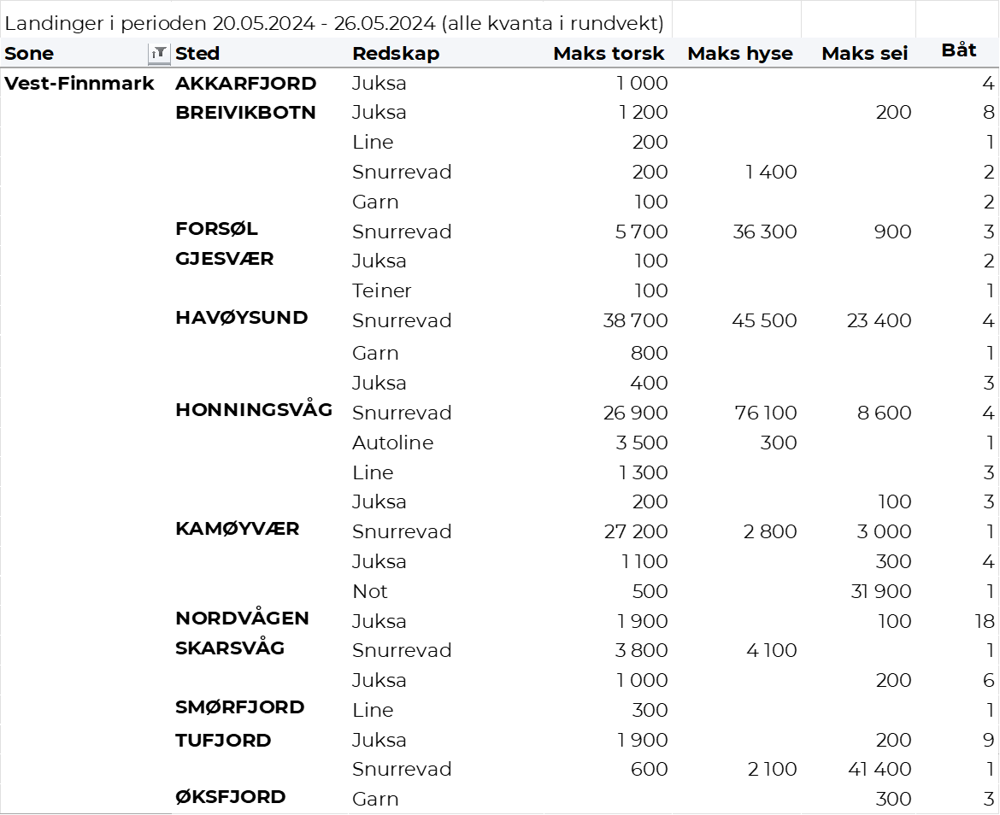 Landinger i perioden 20.05.2024 - 26.05.2024 (alle kvanta i rundvekt)
Sone Sted Redskap Maks torsk Maks hyse Maks sei Båt
Vest-Finnmark AKKARFJORD Juksa 1 000 4
BREIVIKBOTN Juksa 1 200 200 8
Line 200 1
Snurrevad 200 1 400 2
Garn 100 2
FORSØL Snurrevad 5 700 36 300 900 3
GJESVÆR Juksa 100 2
Teiner 100 1
HAVØYSUND Snurrevad 38 700 45 500 23 400 4
Garn 800 1
Juksa 400 3
HONNINGSVÅG Snurrevad 26 900 76 100 8 600 4
Autoline 3 500 300 1
Line 1 300 3
Juksa 200 100 3
KAMØYVÆR Snurrevad 27 200 2 800 3 000 1
Juksa 1 100 300 4
Not 500 31 900 1
NORDVÅGEN Juksa 1 900 100 18
SKARSVÅG Snurrevad 3 800 4 100 1
Juksa 1 000 200 6
SMØRFJORD Line 300 1
TUFJORD Juksa 1 900 200 9
Snurrevad 600 2 100 41 400 1
ØKSFJORD Garn 300 3